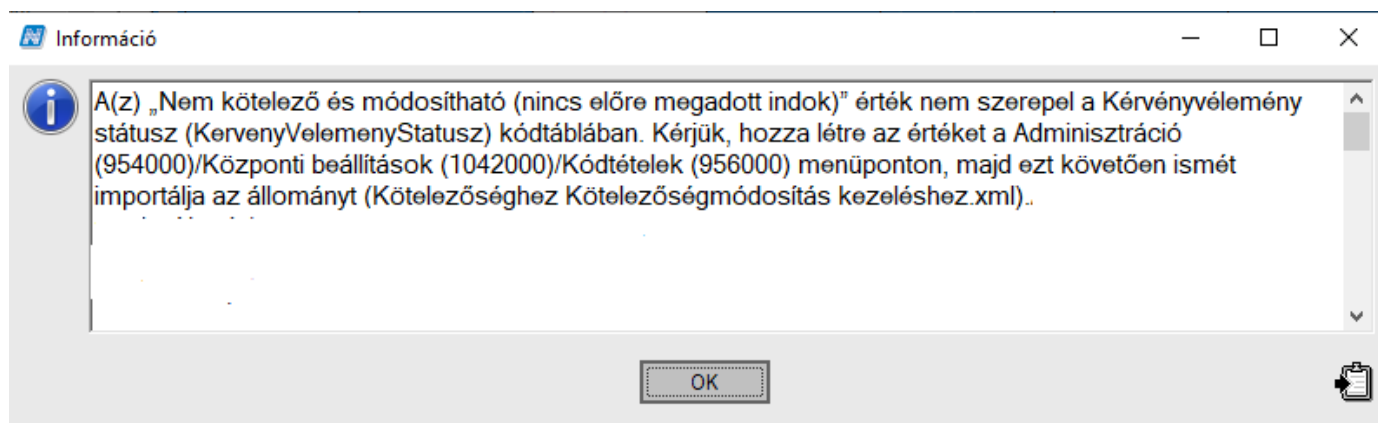 Információ
A(z) „Nem kötelező és módosítható (nincs előre megadott indok)” érték nem szerepel a Kérvényvélemény
státusz (KervenyVelemenyStatusz) kódtáblában. Kérjük, hozza létre az értéket a Adminisztráció
(954000)/Központi beállítások (1042000)/Kódtételek (956000) menüponton, majd ezt követően ismét
importálja az állományt (Kötelezőséghez Kötelezőségmódosítás kezeléshez.xml)..
OK